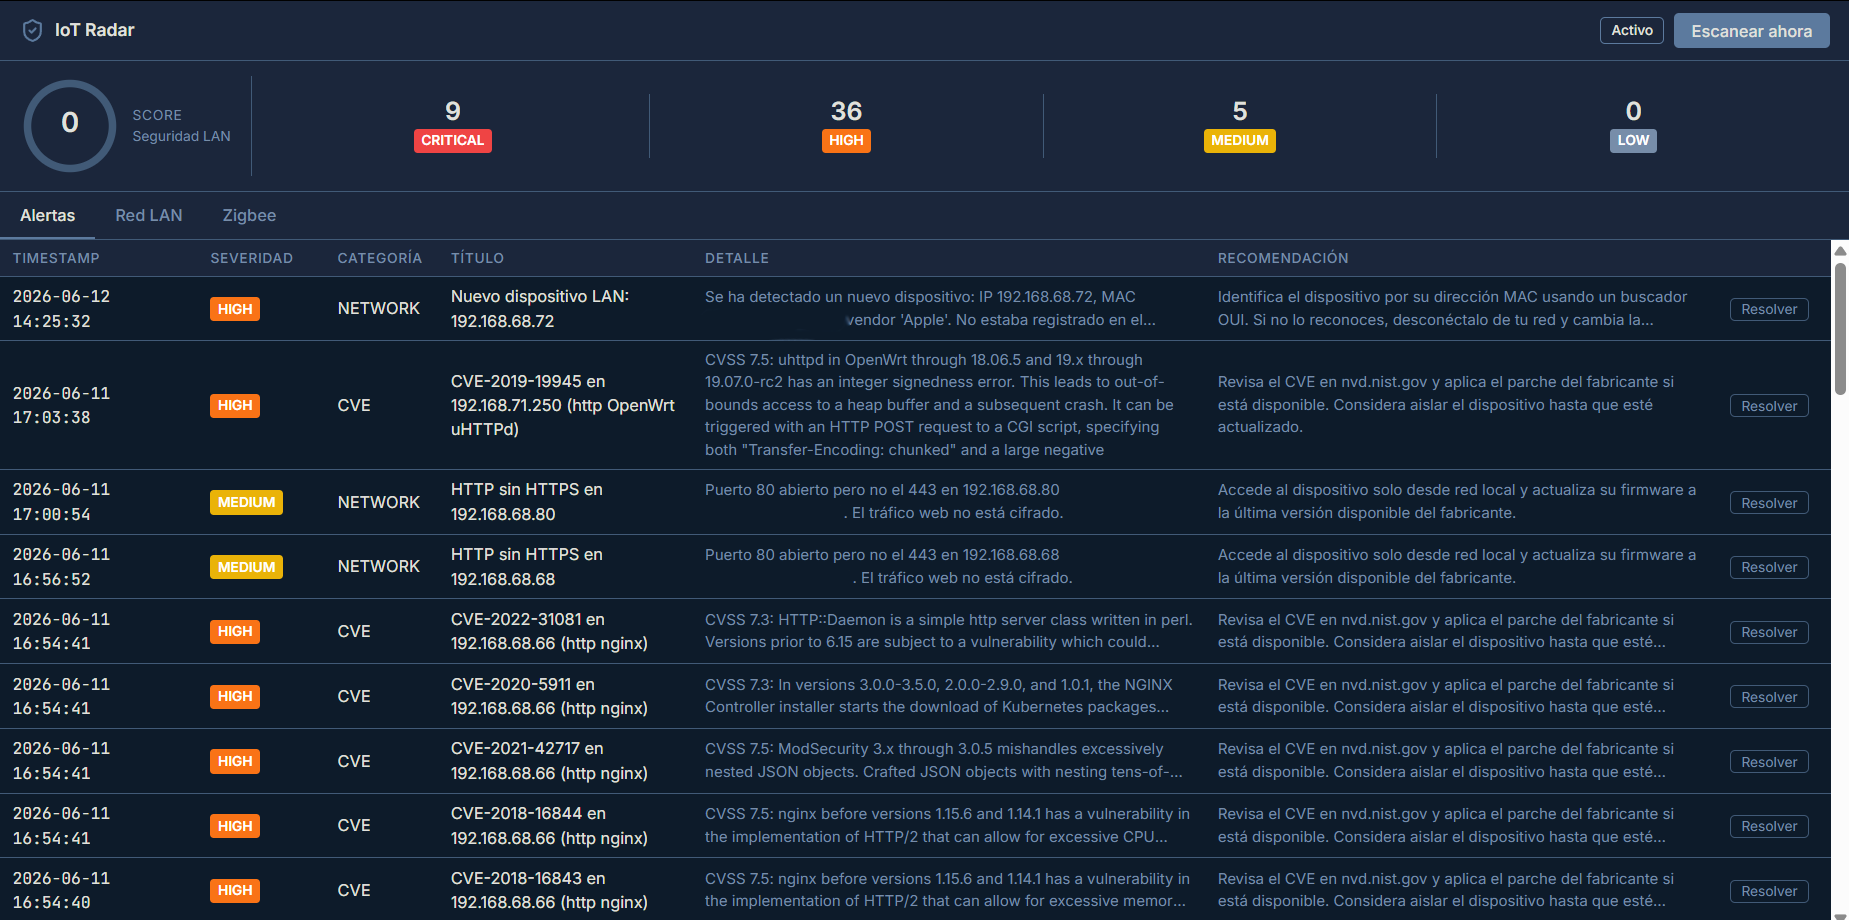 IoT Radar
Activo
Escanear ahora
0
SCORE
Seguridad LAN
9
CRITICAL
36
HIGH
5
MEDIUM
0
LOW
Alertas
Red LAN
Zigbee
TIMESTAMP
SEVERIDAD
CATEGORÍA
TÍTULO
DETALLE
RECOMENDACIÓN
2026-06-12
14:25:32
HIGH
NETWORK
Nuevo dispositivo LAN:
192.168.68.72
Se ha detectado un nuevo dispositivo: IP 192.168.68.72, MAC
vendor 'Apple'. No estaba registrado en el...
Identifica el dispositivo por su dirección MAC usando un buscador
OUI. Si no lo reconoces, desconéctalo de tu red y cambia la...
Resolver
2026-06-11
17:03:38
HIGH
CVE
CVE-2019-19945 en
192.168.71.250 (http OpenWrt
uHTTPd)
CVSS 7.5: uhttpd in OpenWrt through 18.06.5 and 19.x through
19.07.0-rc2 has an integer signedness error. This leads to out-of-
bounds access to a heap buffer and a subsequent crash. It can be
triggered with an HTTP POST request to a CGI script, specifying
both "Transfer-Encoding: chunked" and a large negative
Revisa el CVE en nvd.nist.gov y aplica el parche del fabricante si
está disponible. Considera aislar el dispositivo hasta que esté
actualizado.
Resolver
2026-06-11
17:00:54
MEDIUM
NETWORK
HTTP sin HTTPS en
192.168.68.80
Puerto 80 abierto pero no el 443 en 192.168.68.80
. El tráfico web no está cifrado.
Accede al dispositivo solo desde red local y actualiza su firmware a
la última versión disponible del fabricante.
Resolver
2026-06-11
16:56:52
MEDIUM
NETWORK
HTTP sin HTTPS en
192.168.68.68
Puerto 80 abierto pero no el 443 en 192.168.68.68
. El tráfico web no está cifrado.
Accede al dispositivo solo desde red local y actualiza su firmware a
la última versión disponible del fabricante.
Resolver
2026-06-11
16:54:41
HIGH
CVE
CVE-2022-31081 en
192.168.68.66 (http nginx)
CVSS 7.3: HTTP::Daemon is a simple http server class written in perl.
Versions prior to 6.15 are subject to a vulnerability which could...
Revisa el CVE en nvd.nist.gov y aplica el parche del fabricante si
está disponible. Considera aislar el dispositivo hasta que esté...
Resolver
2026-06-11
16:54:41
HIGH
CVE
CVE-2020-5911 en
192.168.68.66 (http nginx)
CVSS 7.3: In versions 3.0.0-3.5.0, 2.0.0-2.9.0, and 1.0.1, the NGINX
Controller installer starts the download of Kubernetes packages...
Revisa el CVE en nvd.nist.gov y aplica el parche del fabricante si
está disponible. Considera aislar el dispositivo hasta que esté...
Resolver
2026-06-11
16:54:41
HIGH
CVE
CVE-2021-42717 en
192.168.68.66 (http nginx)
CVSS 7.5: ModSecurity 3.x through 3.0.5 mishandles excessively
nested JSON objects. Crafted JSON objects with nesting tens-of-...
Revisa el CVE en nvd.nist.gov y aplica el parche del fabricante si
está disponible. Considera aislar el dispositivo hasta que esté...
Resolver
2026-06-11
16:54:41
HIGH
CVE
CVE-2018-16844 en
192.168.68.66 (http nginx)
CVSS 7.5: nginx before versions 1.15.6 and 1.14.1 has a vulnerability in
the implementation of HTTP/2 that can allow for excessive CPU...
Revisa el CVE en nvd.nist.gov y aplica el parche del fabricante si
está disponible. Considera aislar el dispositivo hasta que esté...
Resolver
2026-06-11
16:54:40
HIGH
CVE
CVE-2018-16843 en
192.168.68.66 (http nginx)
CVSS 7.5: nginx before versions 1.15.6 and 1.14.1 has a vulnerability in
the implementation of HTTP/2 that can allow for excessive memor...
Revisa el CVE en nvd.nist.gov y aplica el parche del fabricante si
está disponible. Considera aislar el dispositivo hasta que esté...
Resolver